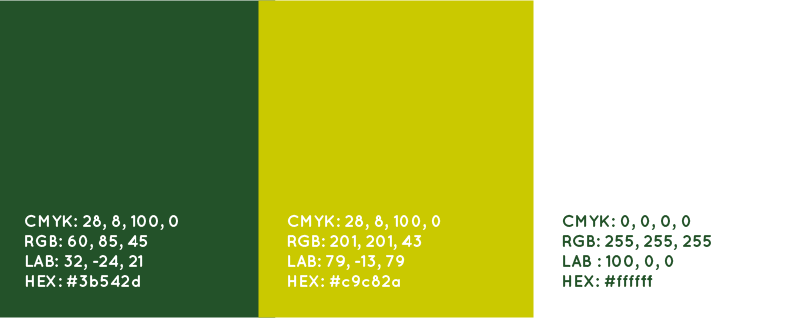 CMYK: 28, 8, 100, 0
RGB: 60, 85, 45
LAB: 32, -24, 21
HEX: #3b542d
CMYK: 28, 8, 100, 0
RGB: 201, 201, 43
LAB: 79, -13, 79
HEX: #c9c82a
CMYK: 0, 0, 0, 0
RGB: 255, 255, 255
LAB : 100, 0, 0
HEX: #ffffff